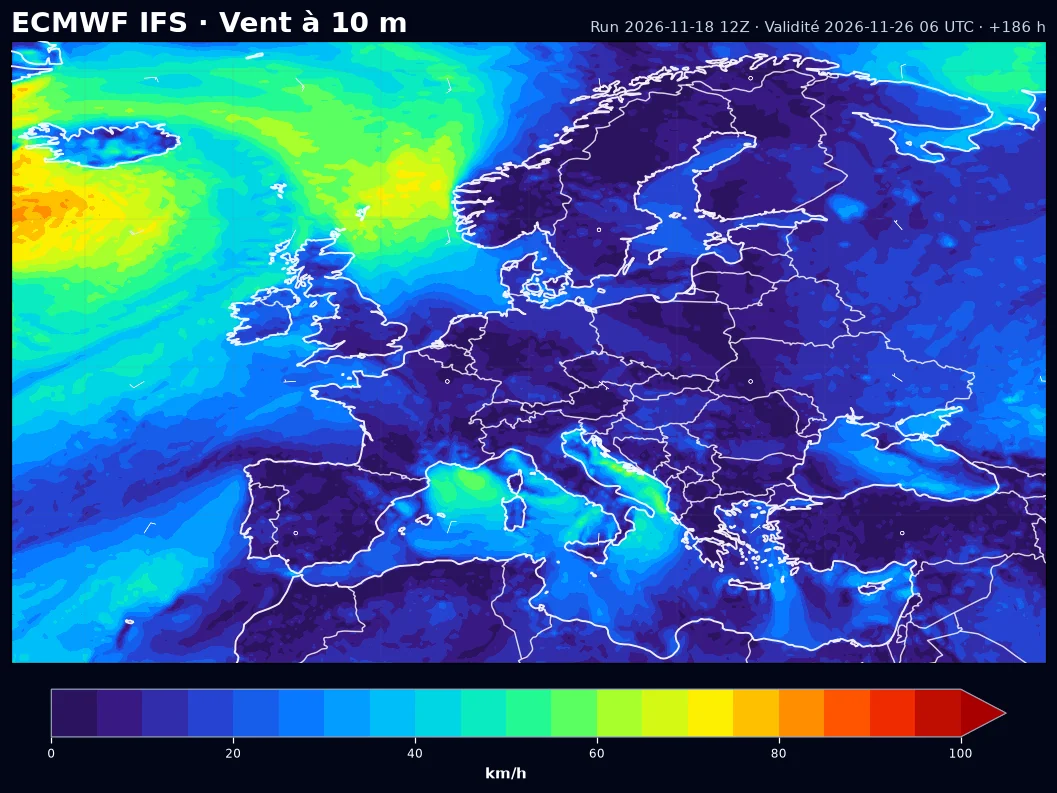 ECMWF IFS · Vent à 10 m
Run 2026-11-18 12Z · Validité 2026-11-26 06 UTC · +186 h
0 20 40 60 80 100
km/h